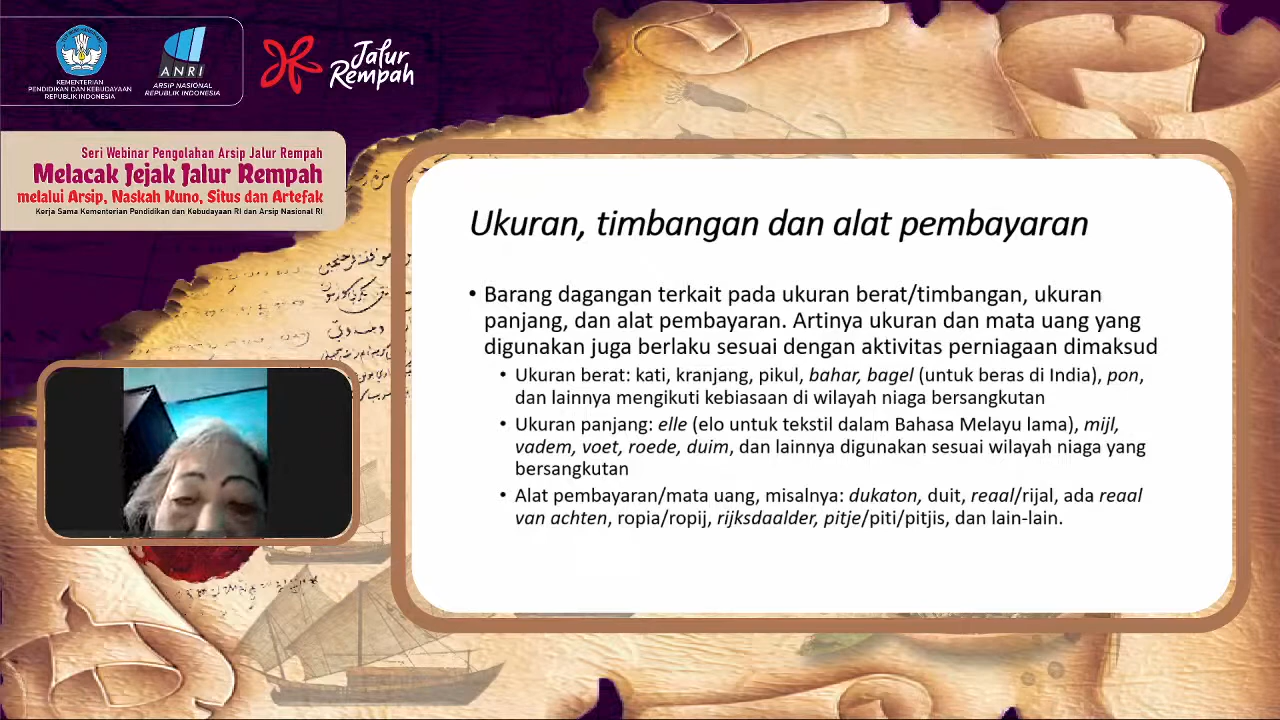 KEMENTERIAN
PENDIDIKAN DAN KEBUDAYAAN
REPUBLIK INDONESIA
ANRI
ARSIP NASIONAL
REPUBLIK INDONESIA
Jalur
Rempah
Seri Webinar Pengolahan Arsip Jalur Rempah
Melacak Jejak Jalur Rempah
melalui Arsip, Naskah Kuno, Situs dan Artefak
Kerja Sama Kementerian Pendidikan dan Kebudayaan RI dan Arsip Nasional RI
Ukuran, timbangan dan alat pembayaran
• Barang dagangan terkait pada ukuran berat/timbangan, ukuran
panjang, dan alat pembayaran. Artinya ukuran dan mata uang yang
digunakan juga berlaku sesuai dengan aktivitas perniagaan dimaksud
• Ukuran berat: kati, kranjang, pikul, bahar, bagel (untuk beras di India), pon,
dan lainnya mengikuti kebiasaan di wilayah niaga bersangkutan
• Ukuran panjang: elle (elo untuk tekstil dalam Bahasa Melayu lama), mijl,
vadem, voet, roede, duim, dan lainnya digunakan sesuai wilayah niaga yang
bersangkutan
• Alat pembayaran/mata uang, misalnya: dukaton, duit, reaal/rijal, ada reaal
van achten, ropia/ropij, rijksdaalder, pitje/piti/pitjis, dan lain-lain.